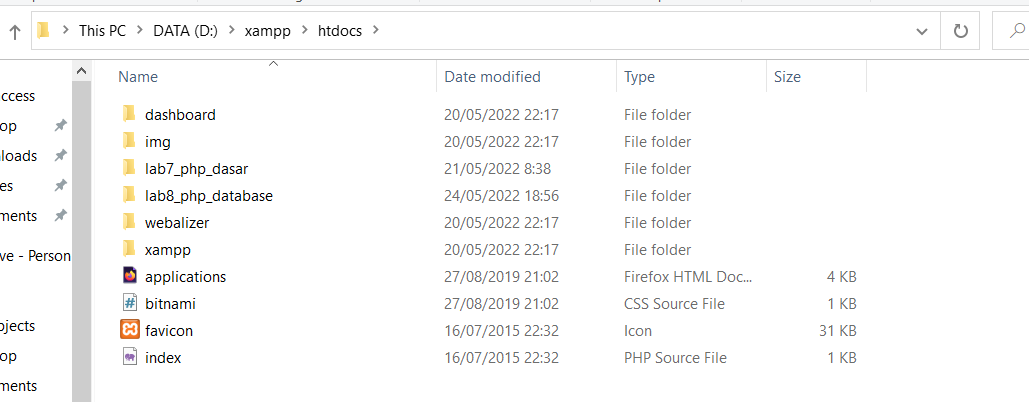 This PC > DATA (D:) > xampp > htdocs >
Name Date modified Type Size
dashboard 20/05/2022 22:17 File folder
img 20/05/2022 22:17 File folder
lab7_php_dasar 21/05/2022 8:38 File folder
lab8_php_database 24/05/2022 18:56 File folder
webalizer 20/05/2022 22:17 File folder
xampp 20/05/2022 22:17 File folder
applications 27/08/2019 21:02 Firefox HTML Doc... 4 KB
bitnami 27/08/2019 21:02 CSS Source File 1 KB
favicon 16/07/2015 22:32 Icon 31 KB
index 16/07/2015 22:32 PHP Source File 1 KB
ccess
op
nloads
es
ments
ve - Person
bjects
op
ments